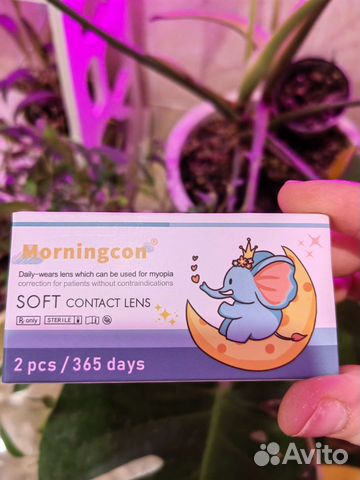 Morningcon®
Daily-wears lens which can be used for myopia
correction for patients without contraindications
SOFT CONTACT LENS
Rx only STERILE
2 pcs / 365 days
Avito